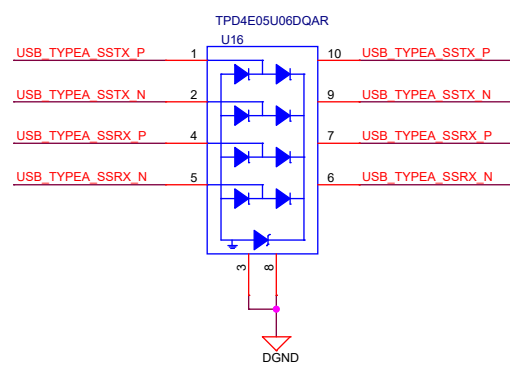 TPD4E05U06DQAR
U16
USB_TYPEA_SSTX_P 1 10 USB_TYPEA_SSTX_P
USB_TYPEA_SSTX_N 2 9 USB_TYPEA_SSTX_N
USB_TYPEA_SSRX_P 4 7 USB_TYPEA_SSRX_P
USB_TYPEA_SSRX_N 5 6 USB_TYPEA_SSRX_N
3 8
DGND